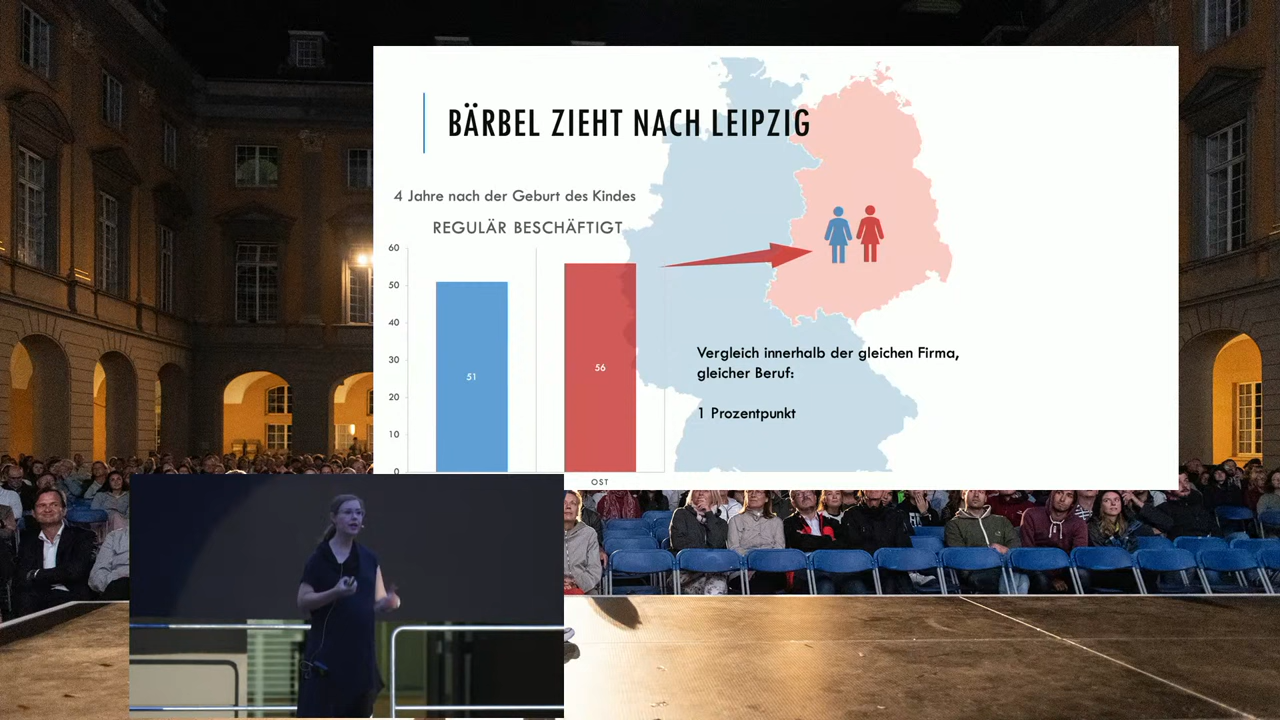 BÄRBEL ZIEHT NACH LEIPZIG
4 Jahre nach der Geburt des Kindes
REGULÄR BESCHÄFTIGT
60
50
40
30
20
10
0
51
56
OST
Vergleich innerhalb der gleichen Firma,
gleicher Beruf:
1 Prozentpunkt